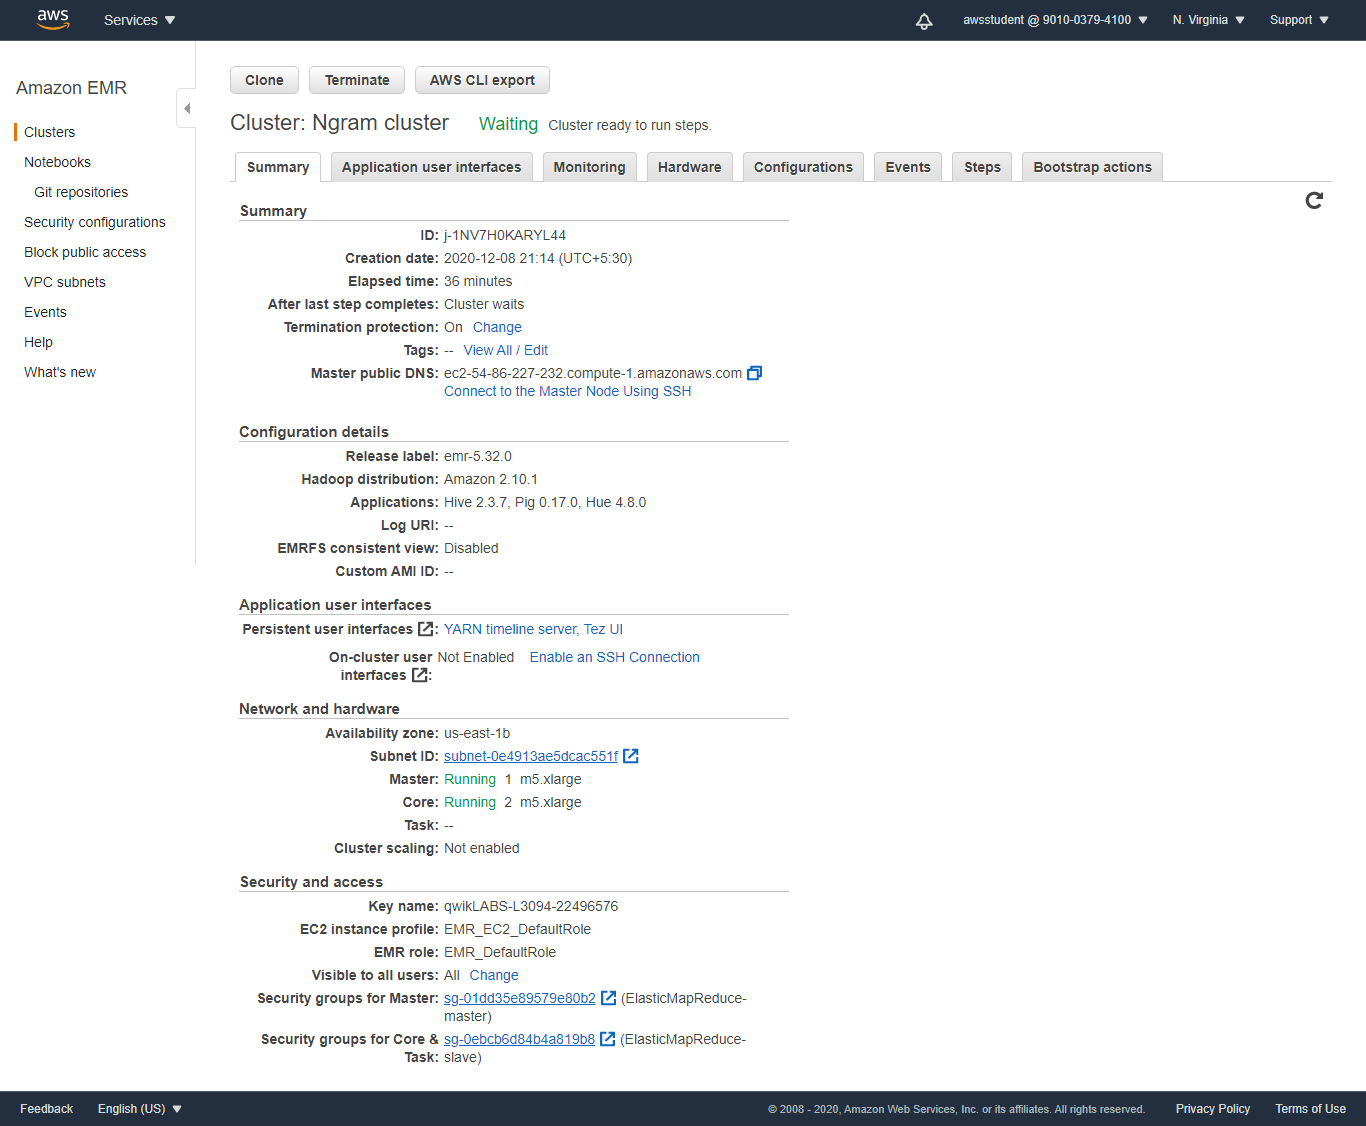 aws Services awsstudent @ 9010-0379-4100 N. Virginia Support
Amazon EMR
Clusters
Notebooks
Git repositories
Security configurations
Block public access
VPC subnets
Events
Help
What's new
Clone Terminate AWS CLI export
Cluster: Ngram cluster Waiting Cluster ready to run steps.
Summary Application user interfaces Monitoring Hardware Configurations Events Steps Bootstrap actions
Summary
ID: j-1NV7H0KARYL44
Creation date: 2020-12-08 21:14 (UTC+5:30)
Elapsed time: 36 minutes
After last step completes: Cluster waits
Termination protection: On Change
Tags: -- View All / Edit
Master public DNS: ec2-54-86-227-232.compute-1.amazonaws.com
Connect to the Master Node Using SSH
Configuration details
Release label: emr-5.32.0
Hadoop distribution: Amazon 2.10.1
Applications: Hive 2.3.7, Pig 0.17.0, Hue 4.8.0
Log URI: --
EMRFS consistent view: Disabled
Custom AMI ID: --
Application user interfaces
Persistent user interfaces : YARN timeline server, Tez UI
On-cluster user Not Enabled Enable an SSH Connection
interfaces :
Network and hardware
Availability zone: us-east-1b
Subnet ID: subnet-0e4913ae5dcac551f
Master: Running 1 m5.xlarge
Core: Running 2 m5.xlarge
Task: --
Cluster scaling: Not enabled
Security and access
Key name: qwikLABS-L3094-22496576
EC2 instance profile: EMR_EC2_DefaultRole
EMR role: EMR_DefaultRole
Visible to all users: All Change
Security groups for Master: sg-01dd35e89579e80b2 (ElasticMapReduce-
master)
Security groups for Core & sg-0ebcb6d84b4a819b8 (ElasticMapReduce-
Task: slave)
Feedback English (US) © 2008 - 2020, Amazon Web Services, Inc. or its affiliates. All rights reserved. Privacy Policy Terms of Use